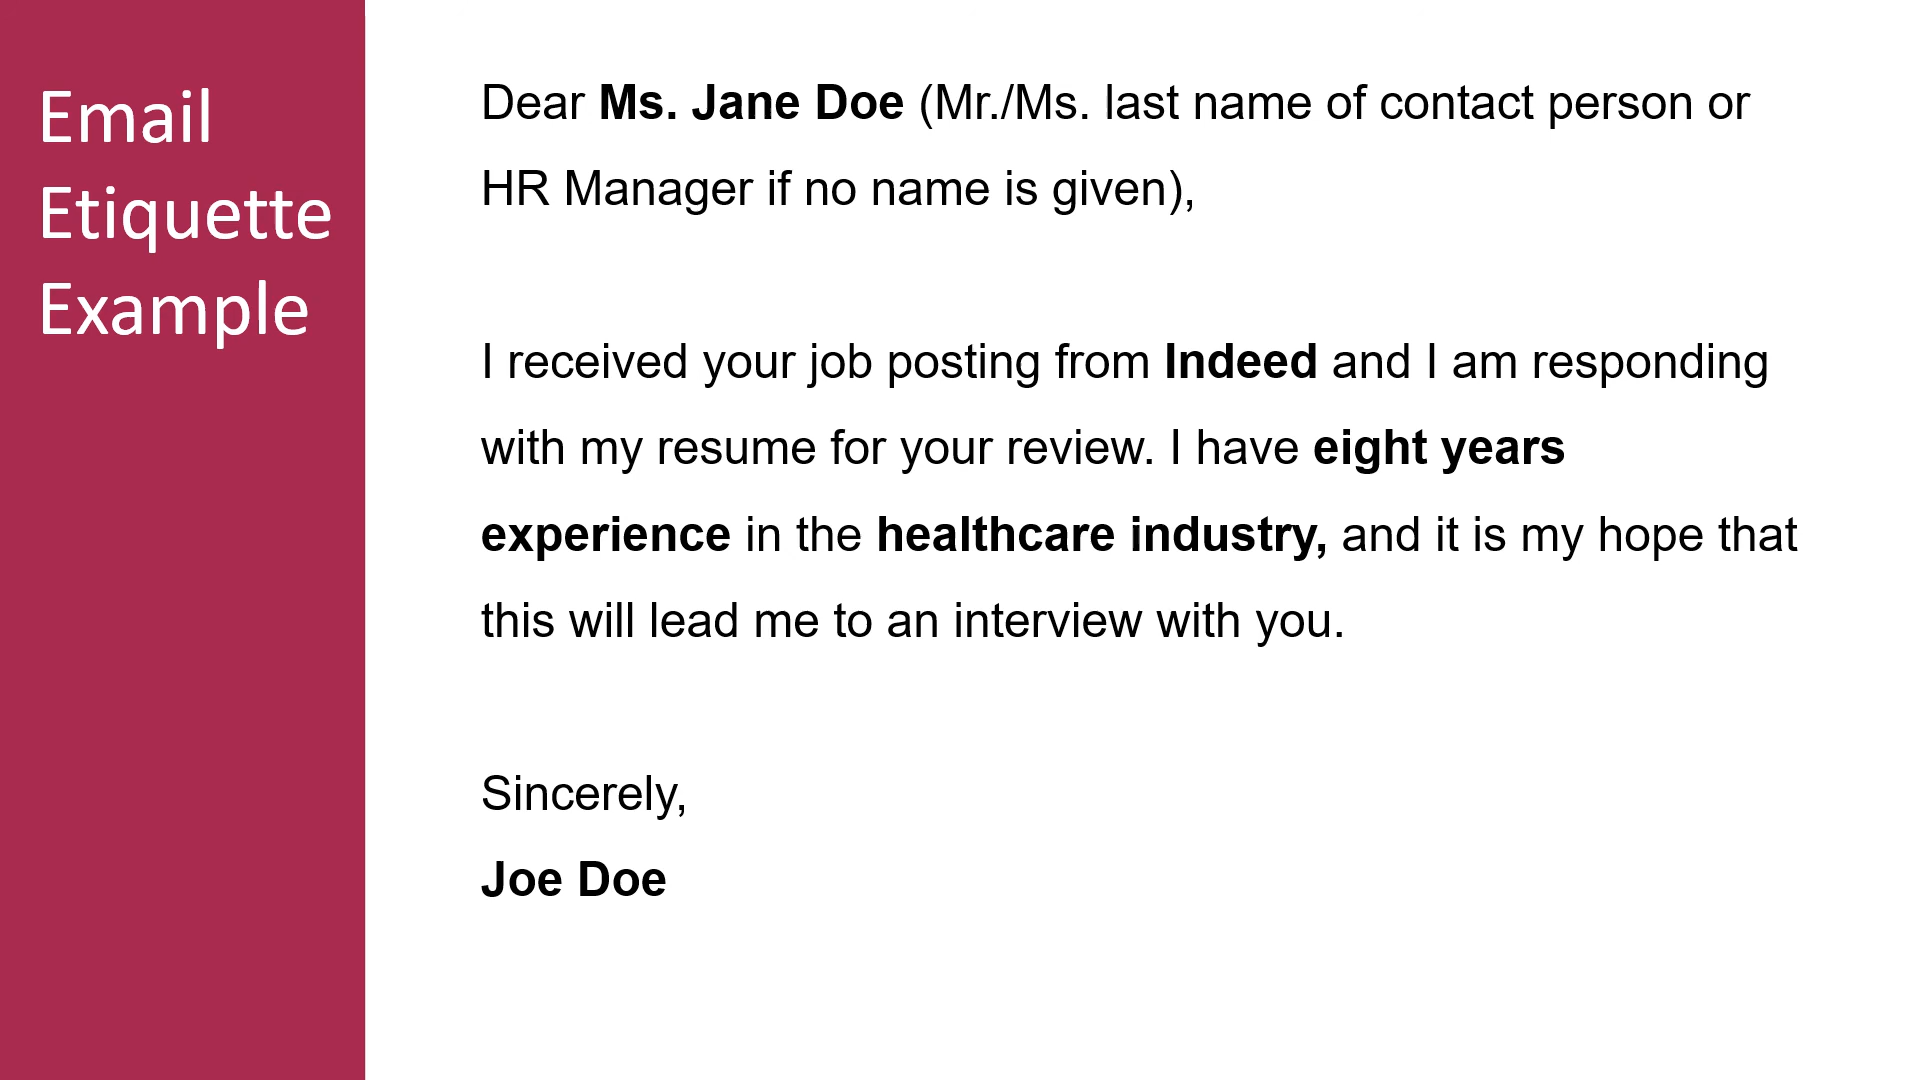 Email
Etiquette
Example
Dear Ms. Jane Doe (Mr./Ms. last name of contact person or
HR Manager if no name is given),
I received your job posting from Indeed and I am responding
with my resume for your review. I have eight years
experience in the healthcare industry, and it is my hope that
this will lead me to an interview with you.
Sincerely,
Joe Doe